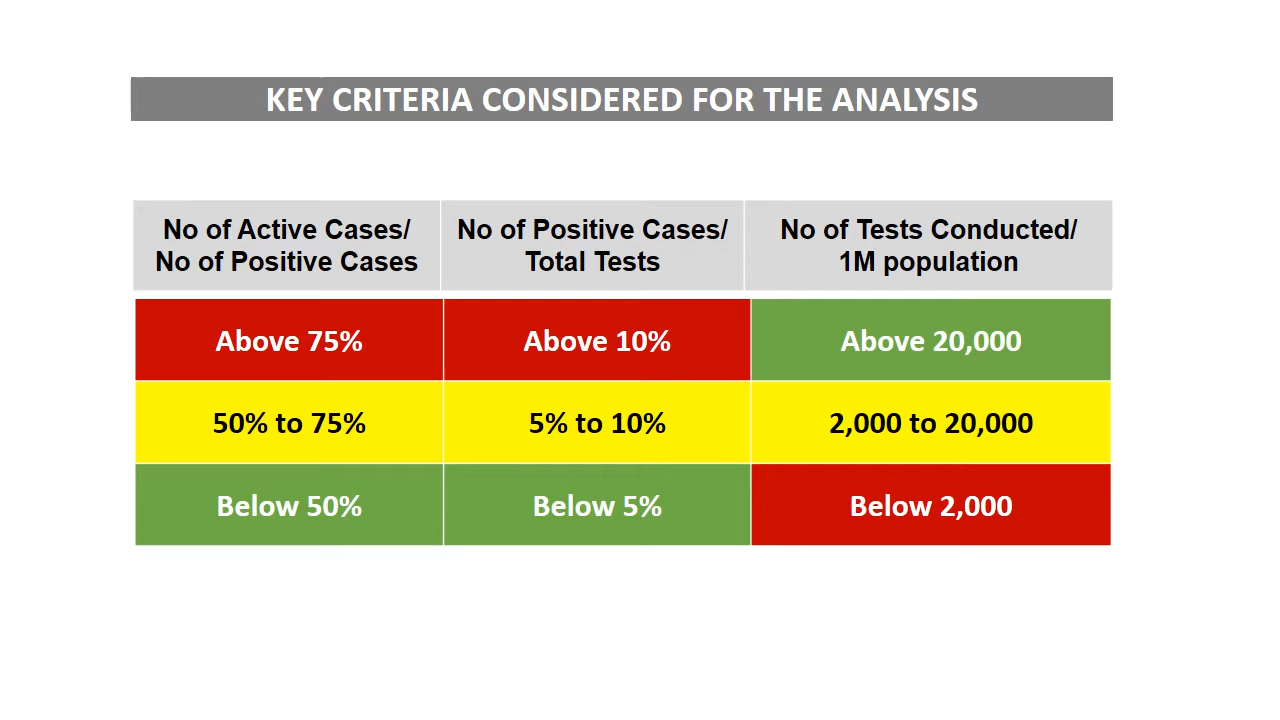 KEY CRITERIA CONSIDERED FOR THE ANALYSIS
No of Active Cases/
No of Positive Cases
No of Positive Cases/
Total Tests
No of Tests Conducted/
1M population
Above 75%
Above 10%
Above 20,000
50% to 75%
5% to 10%
2,000 to 20,000
Below 50%
Below 5%
Below 2,000